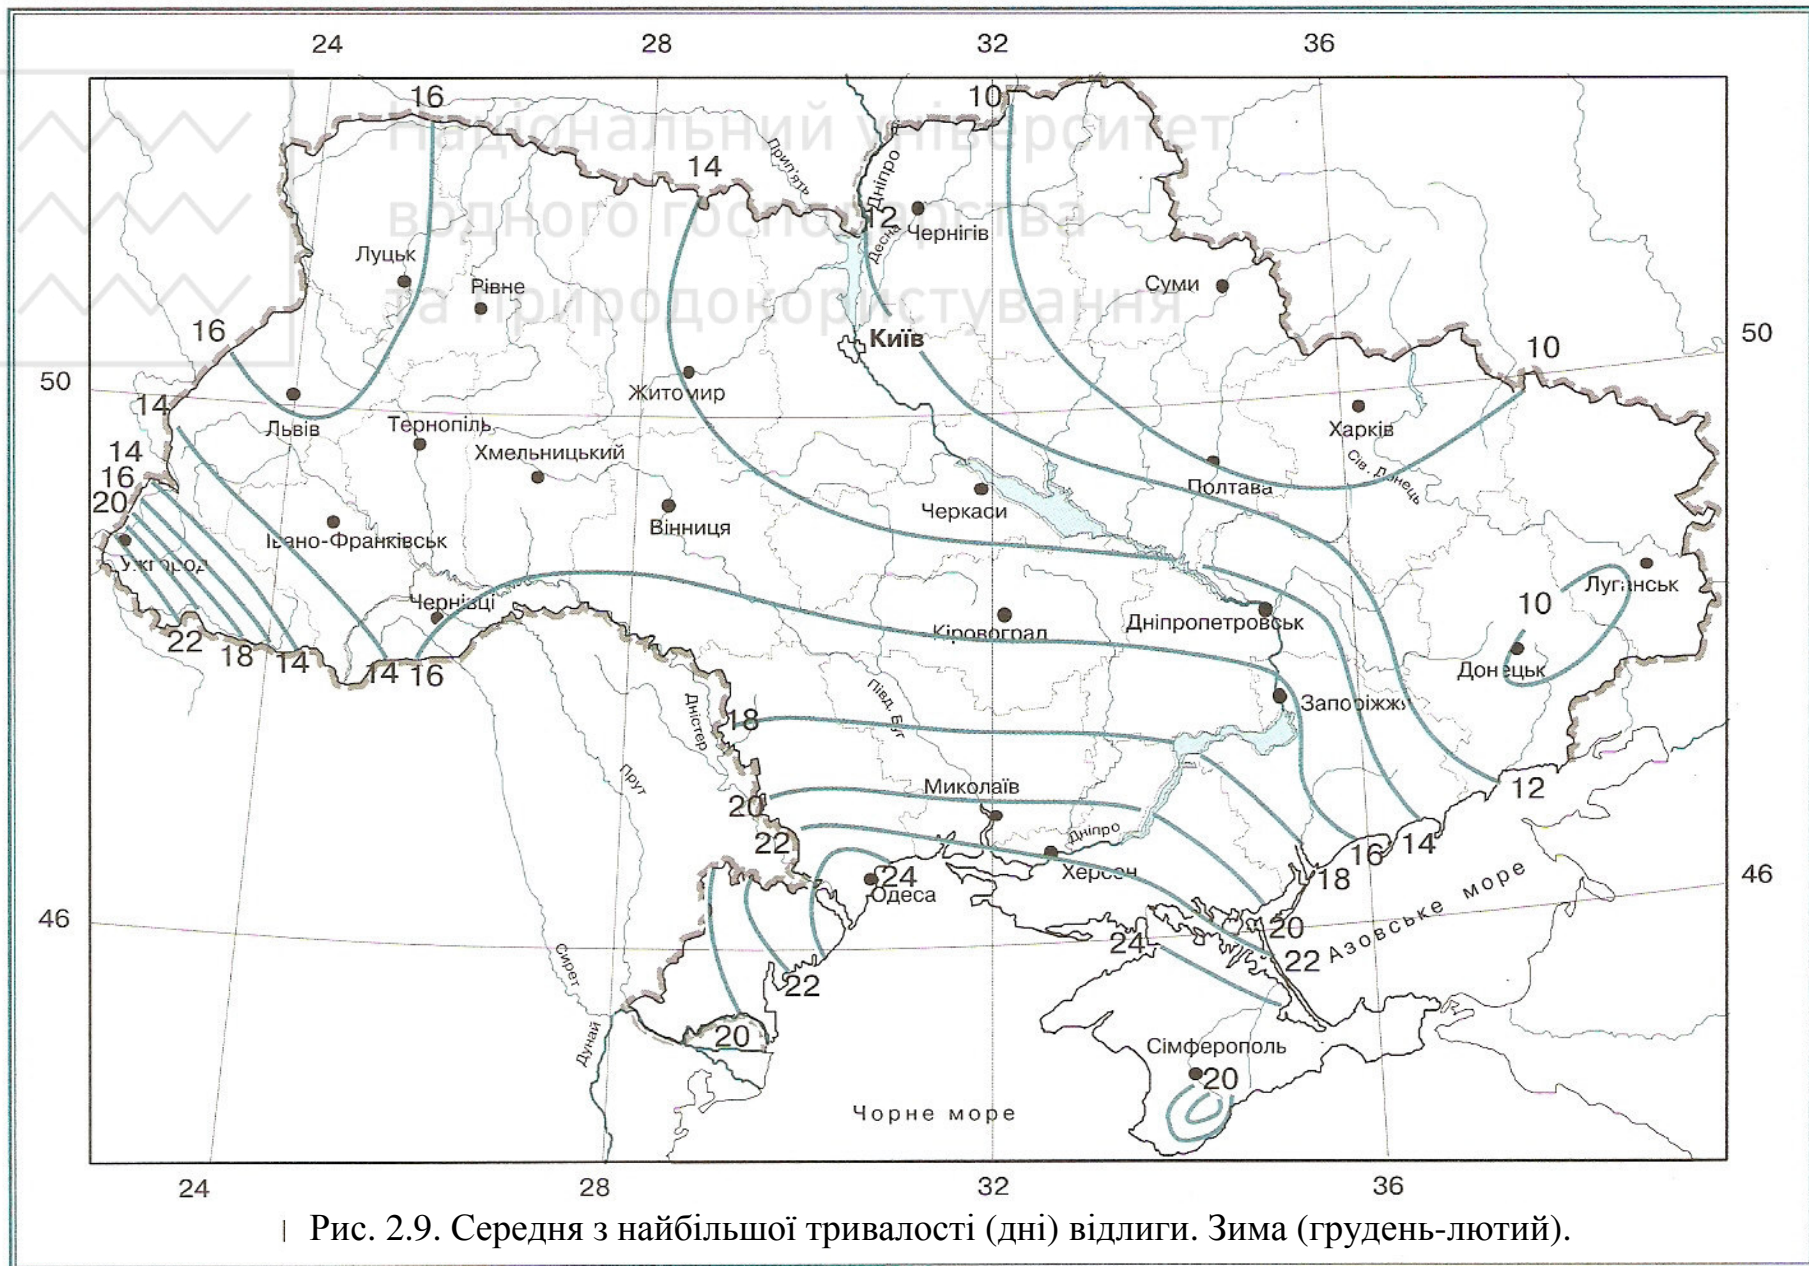 24 28 32 36
Національний університет
водного господарства
та природокористування
16
10
14
12
Прип'ять
Дніпро
Десна
Чернігів
Луцьк
Рівне
Суми
Київ
16
10
50
50
14
Житомир
Львів
Тернопіль
Хмельницький
Харків
Сів. Донець
Полтава
14
16
20
Черкаси
Вінниця
Івано-Франківськ
Ужгород
Чернівці
Луганськ
10
Кіровоград
Дніпропетровськ
Донецьк
22
18
14
14
16
Півд. Буг
Дністер
Запоріжжя
18
Прут
Миколаїв
12
20
22
Дніпро
16
14
24
Херсон
18
Одеса
46
46
20
Азовське море
24
22
Сирет
22
20
Дунай
Сімферополь
20
Чорне море
24 28 32 36
Рис. 2.9. Середня з найбільшої тривалості (дні) відлиги. Зима (грудень-лютий).